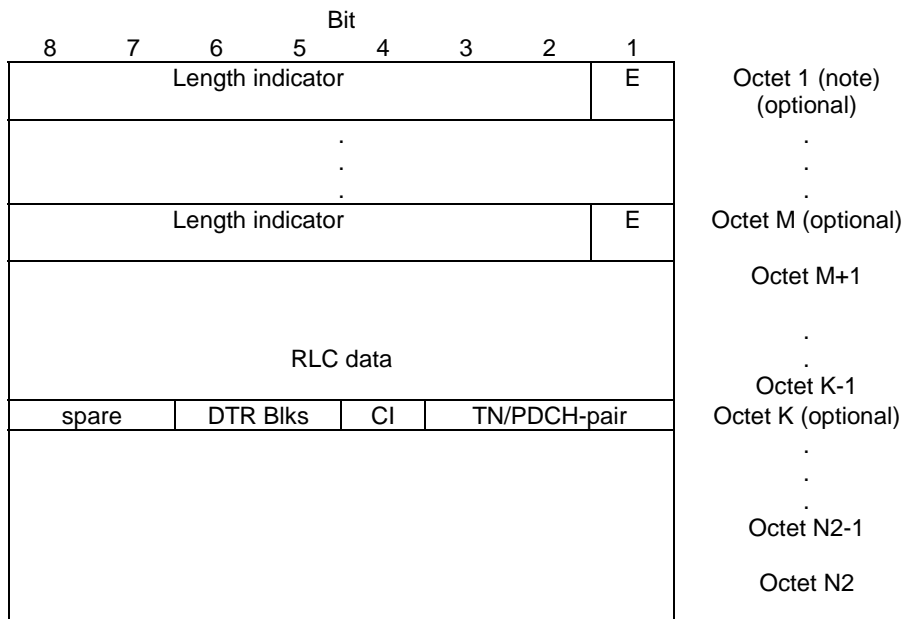 Bit
8 7 6 5 4 3 2 1
Length indicator E Octet 1 (note)
(optional)
. .
. .
. .
Length indicator E Octet M (optional)
Octet M+1
.
RLC data .
Octet K-1
spare DTR Blks CI TN/PDCH-pair Octet K (optional)
.
.
.
Octet N2-1
Octet N2